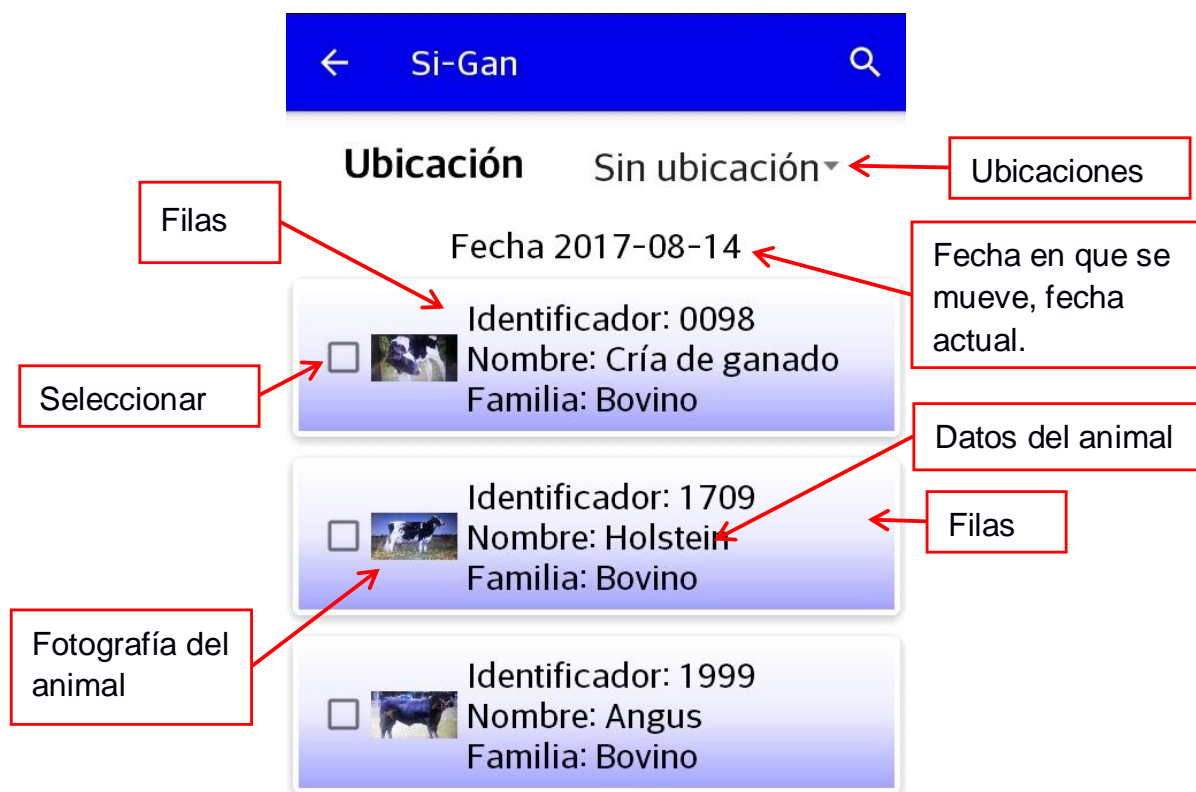 Si-Gan
Ubicación
Sin ubicación
Ubicaciones
Filas
Fecha 2017-08-14
Fecha en que se
mueve, fecha
actual.
Identificador: 0098
Nombre: Cría de ganado
Familia: Bovino
Seleccionar
Datos del animal
Identificador: 1709
Nombre: Holstein
Familia: Bovino
Filas
Fotografía del
animal
Identificador: 1999
Nombre: Angus
Familia: Bovino